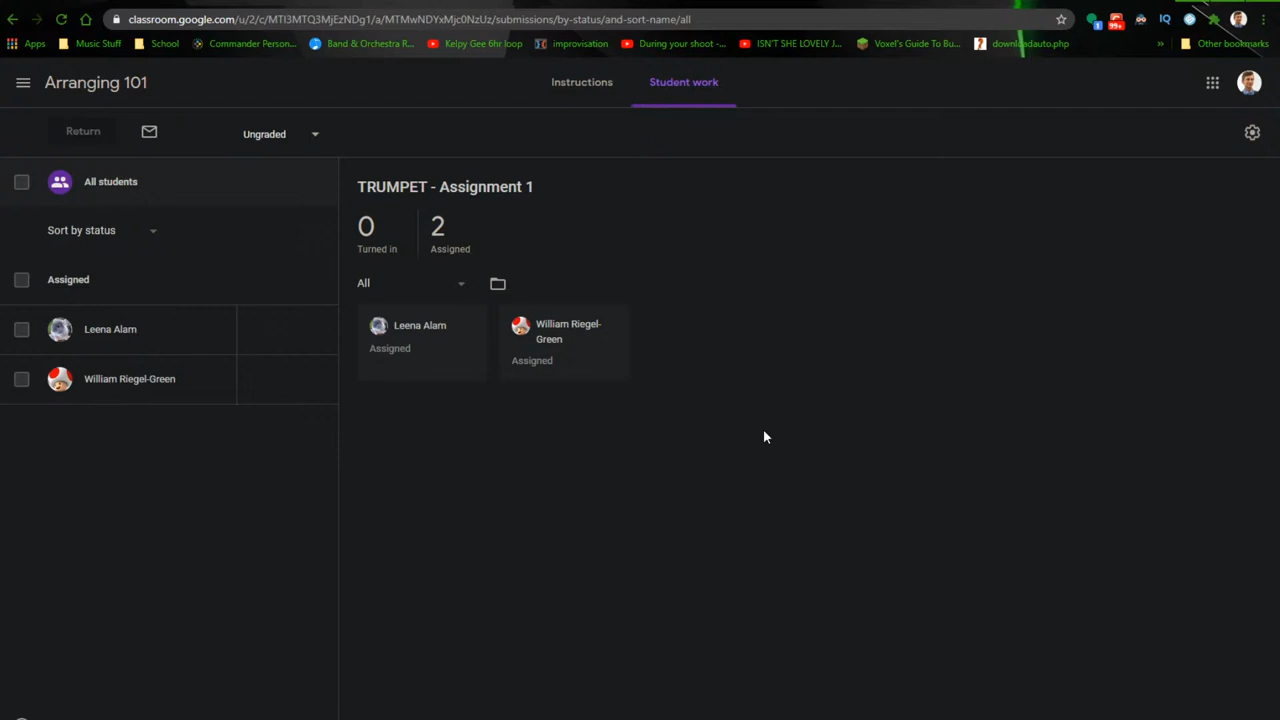 classroom.google.com/u/2/c/MTI3MTQ3MjEzNDg1/a/MTMwNDYxMjc0NzUz/submissions/by-status/and-sort-name/all
1
99+
IQ
Apps
Music Stuff
School
Commander Person...
Band & Orchestra R...
Kelpy Gee 6hr loop
improvisation
During your shoot -...
ISN'T SHE LOVELY J...
Voxel's Guide To Bu...
downloadauto.php
»
Other bookmarks
Arranging 101
Instructions
Student work
Return
Ungraded
All students
Sort by status
Assigned
Leena Alam
William Riegel-Green
TRUMPET - Assignment 1
0
Turned in
2
Assigned
All
Leena Alam
Assigned
William Riegel-
Green
Assigned